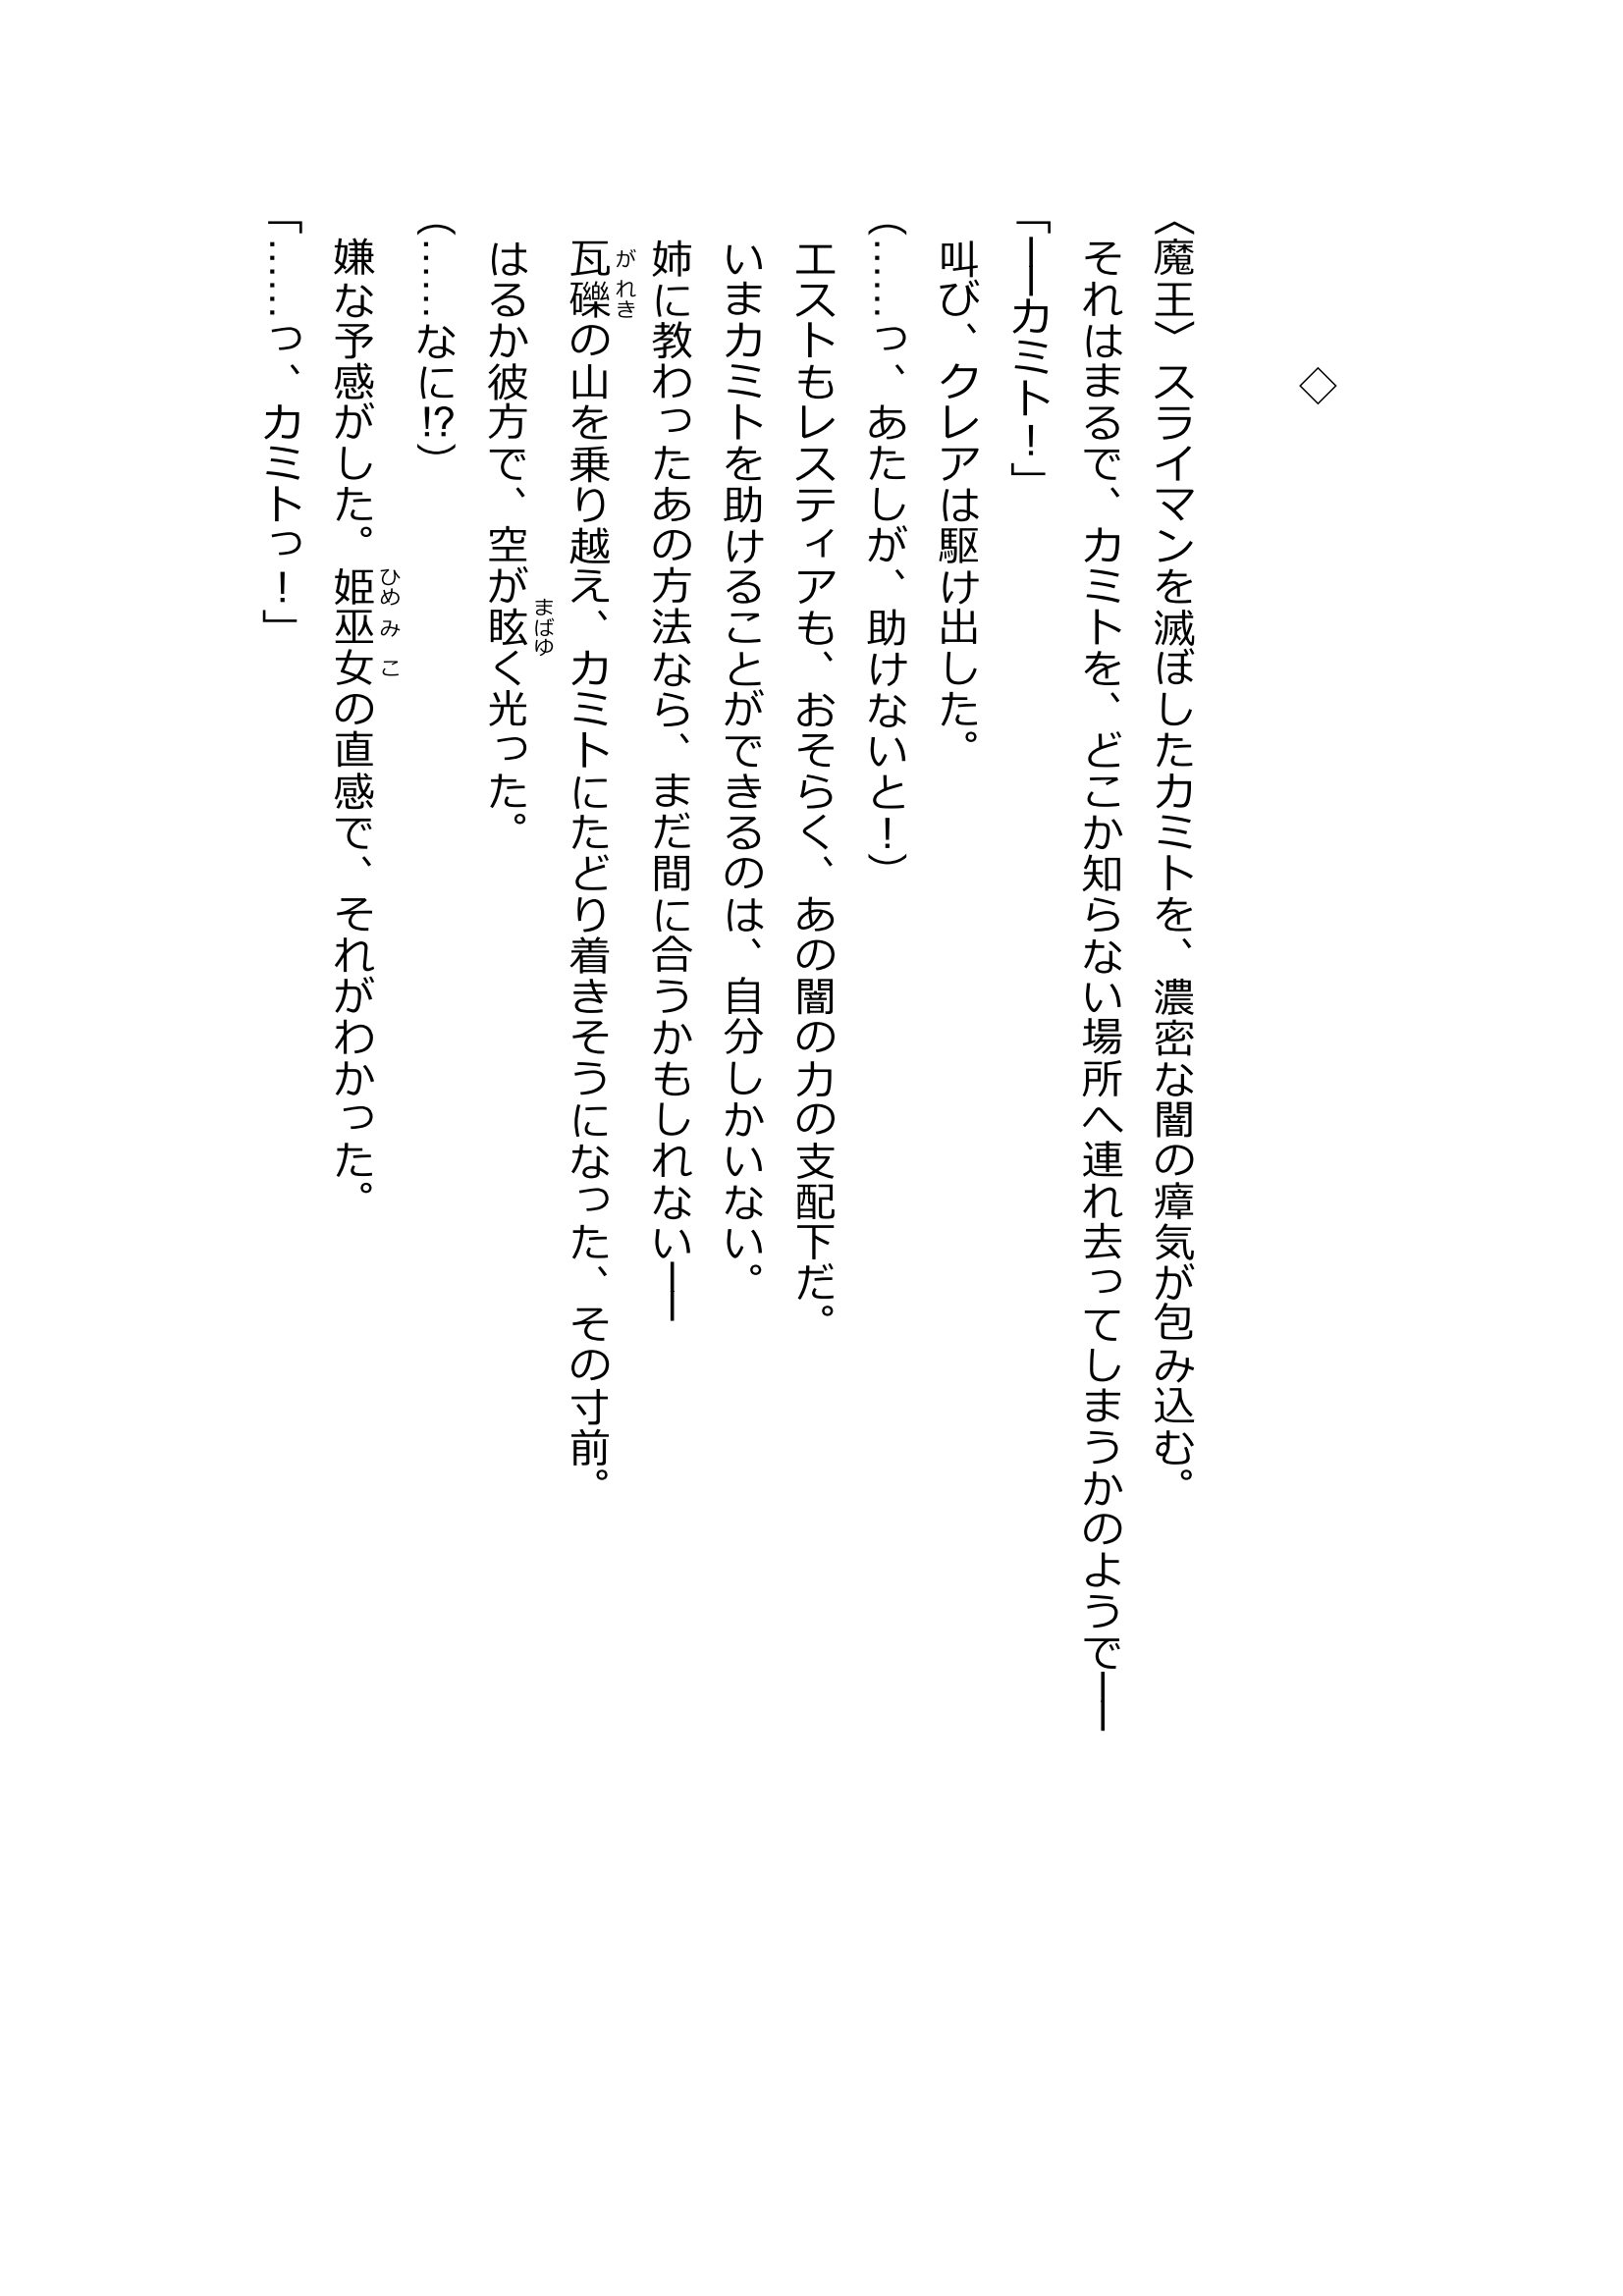 ◇
〈魔王〉スライマンを滅ぼしたカミトを、濃密な闇の瘴気が包み込む。
それはまるで、カミトを、どこか知らない場所へ連れ去ってしまうかのようで――
「――カミト！」
叫び、クレアは駆け出した。
（……っ、あたしが、助けないと！）
エストもレスティアも、おそらく、あの闇の力の支配下だ。
いまカミトを助けることができるのは、自分しかいない。
姉に教わったあの方法なら、まだ間に合うかもしれない――
瓦礫の山を乗り越え、カミトにたどり着きそうになった、その寸前。
はるか彼方で、空が眩く光った。
（……なに⁉）
嫌な予感がした。姫巫女の直感で、それがわかった。
「……っ、カミトっ！」